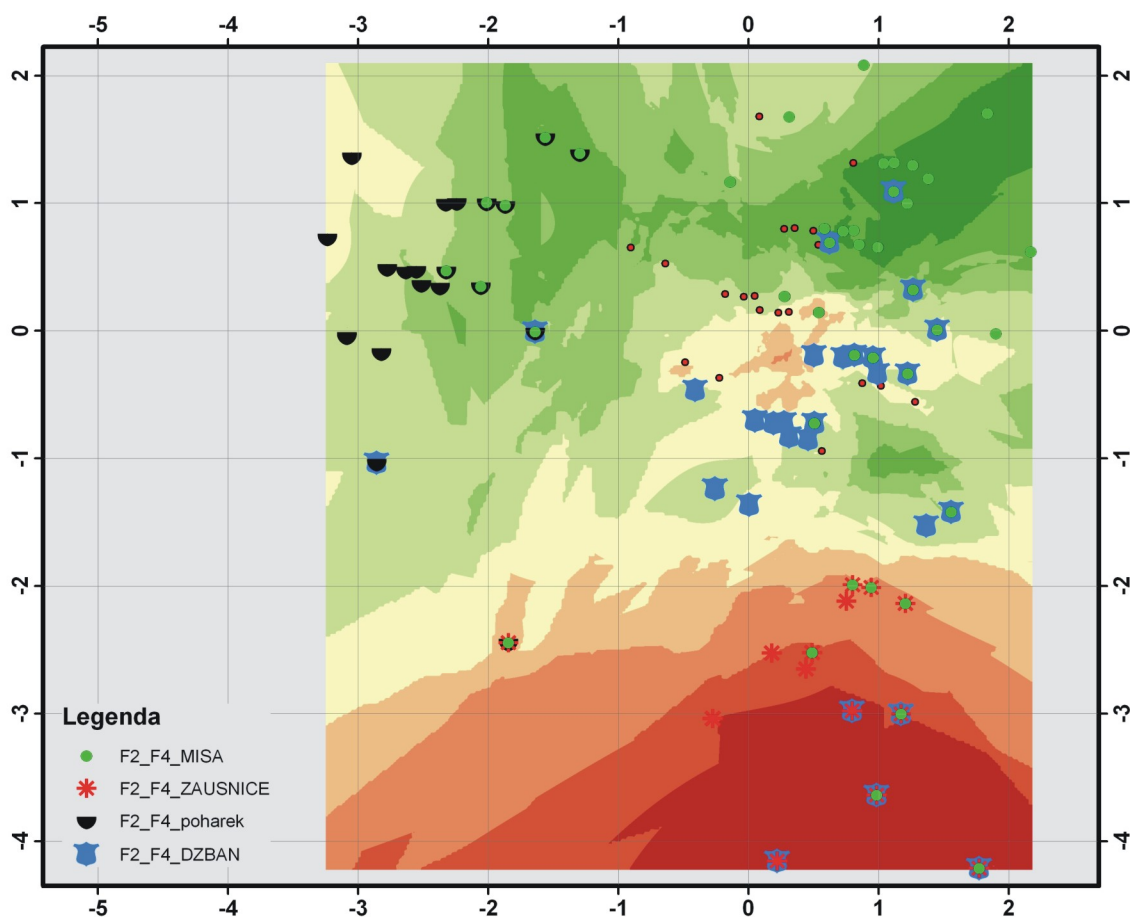 -5 -4 -3 -2 -1 0 1 2
2 2
1 1
0 0
-1 -1
-2 -2
-3 -3
Legenda
F2_F4_MISA
F2_F4_ZAUSNICE
F2_F4_poharek
-4 -4
F2_F4_DZBAN
-5 -4 -3 -2 -1 0 1 2